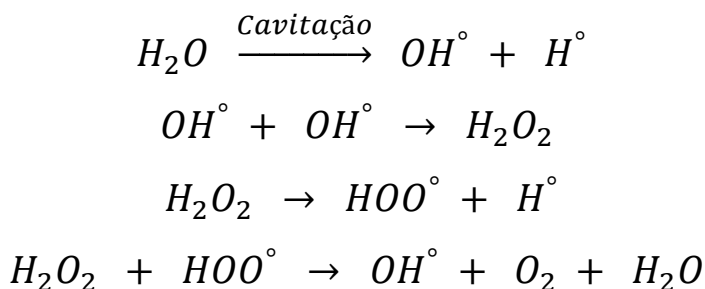 Cavitação
H₂O ⟶ OH° + H°
OH° + OH° → H₂O₂
H₂O₂ → HOO° + H°
H₂O₂ + HOO° → OH° + O₂ + H₂O